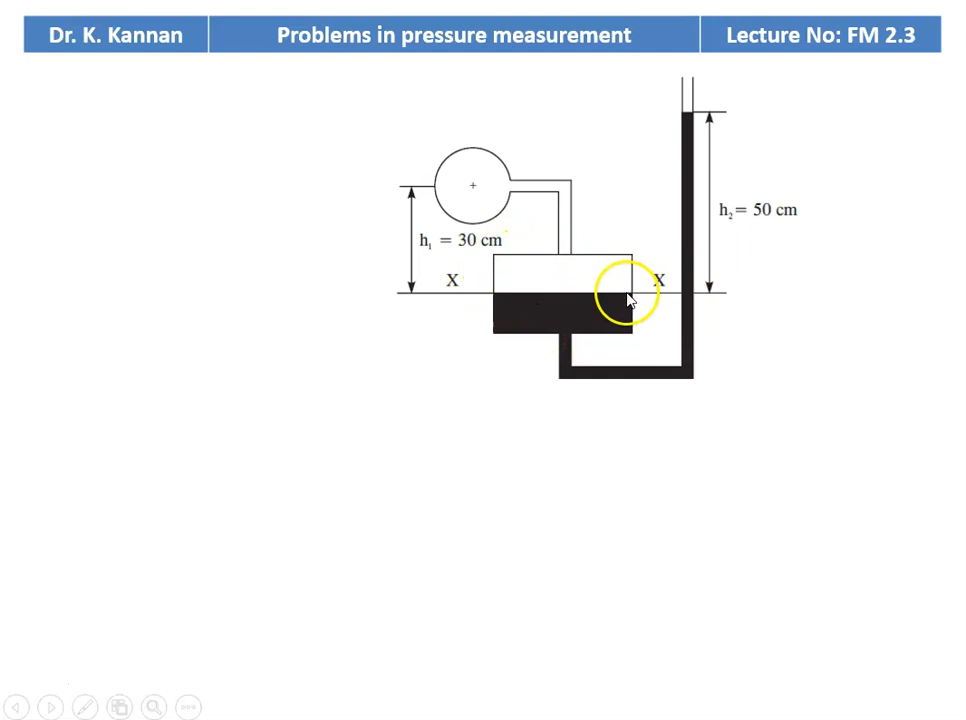 Dr. K. Kannan
Problems in pressure measurement
Lecture No: FM 2.3
h₁ = 30 cm
h₂= 50 cm
X
X